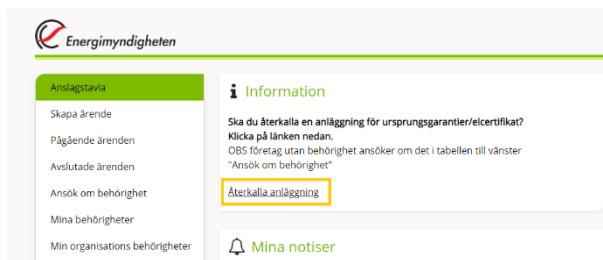 Energimyndigheten
Anslagstavla
Skapa ärende
Pågående ärenden
Avslutade ärenden
Ansök om behörighet
Mina behörigheter
Min organisations behörigheter
Information
Ska du återkalla en anläggning för ursprungsgarantier/elcertifikat?
Klicka på länken nedan.
OBS företag utan behörighet ansöker om det i tabellen till vänster
"Ansök om behörighet"
Återkalla anläggning
Mina notiser